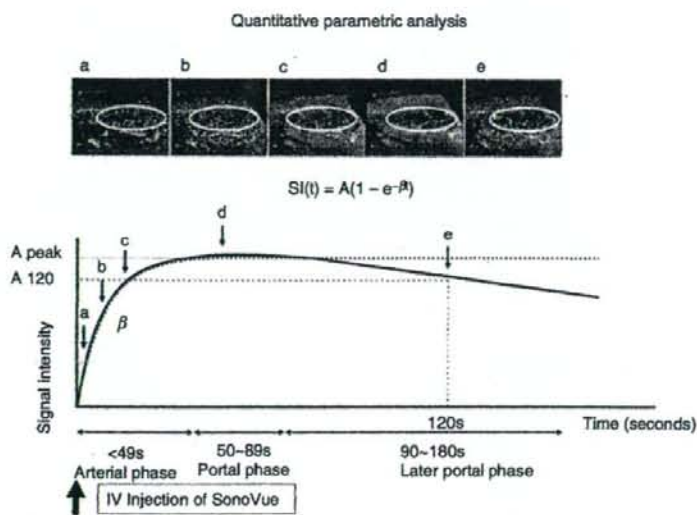 Quantitative parametric analysis
a b c d e
SI(t) = A(1 − e^−βt)
d
A peak
c
e
A 120
b
a
β
Signal intensity
120s
Time (seconds)
<49s
50~89s
90~180s
Arterial phase
Portal phase
Later portal phase
IV Injection of SonoVue